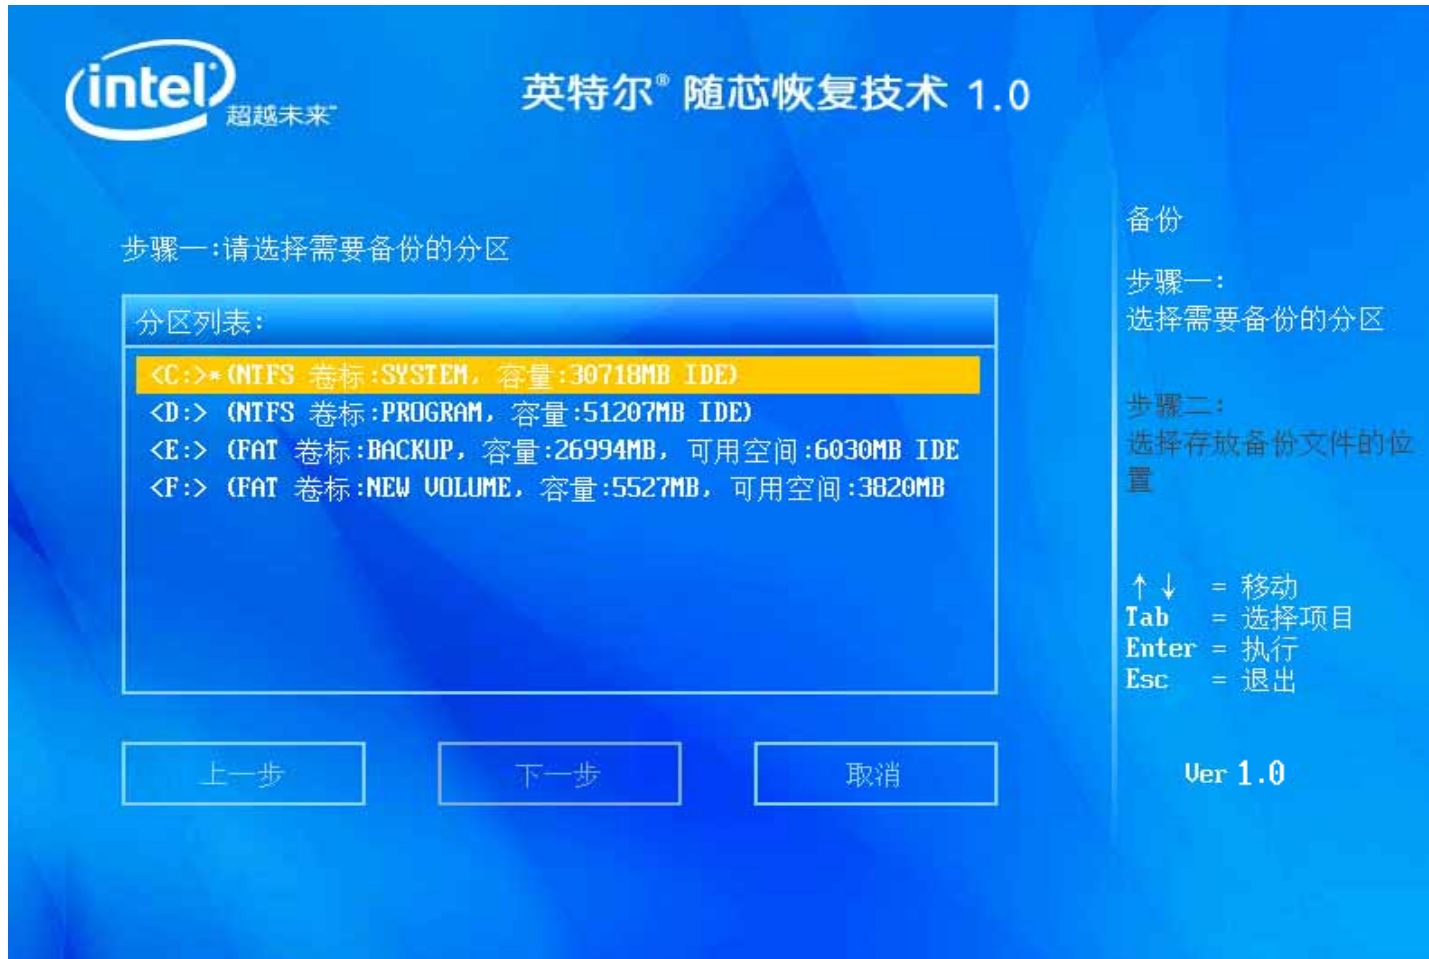 intel
超越未来™
英特尔® 随芯恢复技术 1.0
步骤一:请选择需要备份的分区
分区列表:
<C:>*(NTFS 卷标:SYSTEM, 容量:30718MB IDE)
<D:> (NTFS 卷标:PROGRAM, 容量:51207MB IDE)
<E:> (FAT 卷标:BACKUP, 容量:26994MB, 可用空间:6030MB IDE
<F:> (FAT 卷标:NEW VOLUME, 容量:5527MB, 可用空间:3820MB
上一步
下一步
取消
备份
步骤一:
选择需要备份的分区
步骤二:
选择存放备份文件的位
置
↑↓ = 移动
Tab = 选择项目
Enter = 执行
Esc = 退出
Ver 1.0